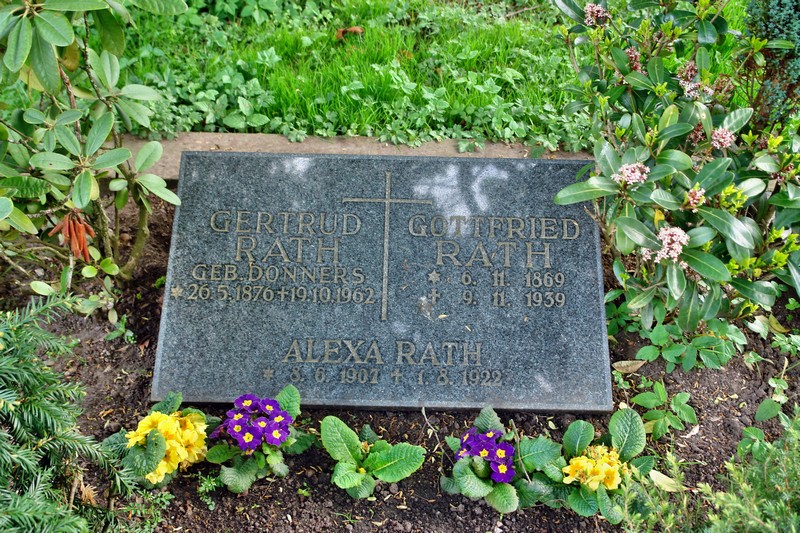 GERTRUD
RATH
GEB. DONNERS
* 26.5.1876 + 19.10.1962
GOTTFRIED
RATH
* 6. 11. 1869
+ 9. 11. 1939
ALEXA RATH
* 8. 6. 1907 + 1. 8. 1922